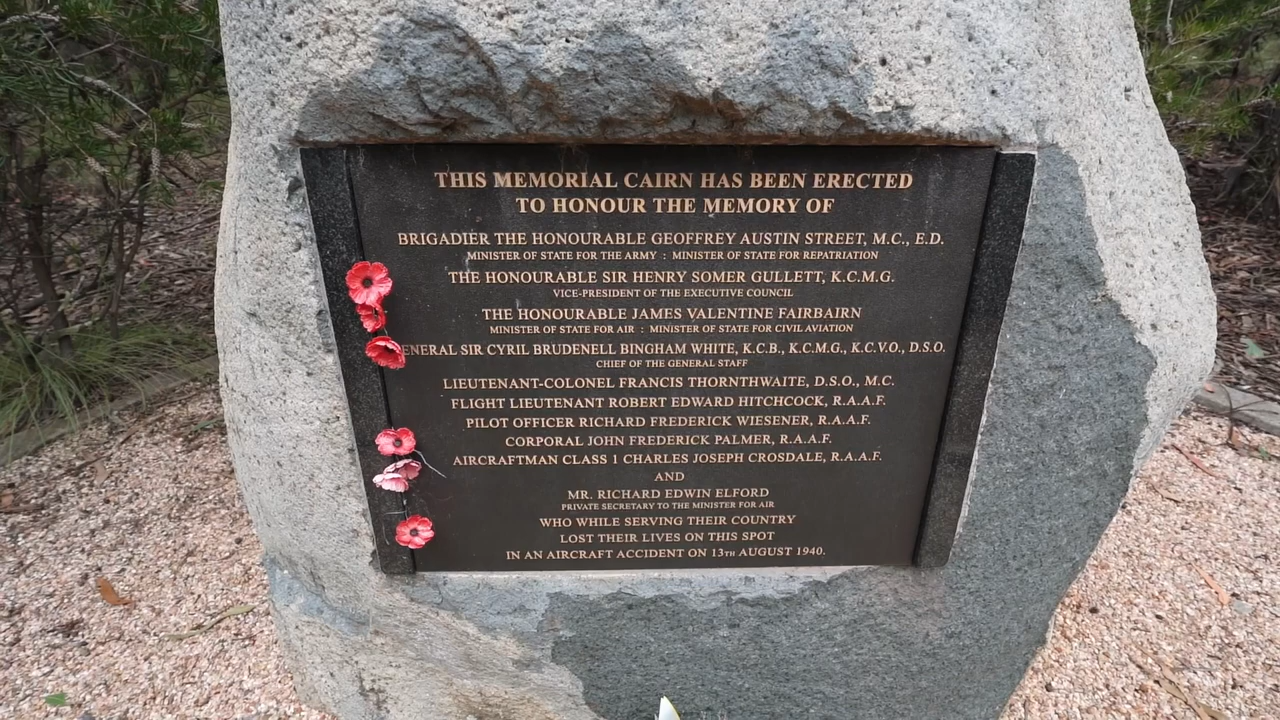 THIS MEMORIAL CAIRN HAS BEEN ERECTED
TO HONOUR THE MEMORY OF
BRIGADIER THE HONOURABLE GEOFFREY AUSTIN STREET, M.C., E.D.
MINISTER OF STATE FOR THE ARMY : MINISTER OF STATE FOR REPATRIATION
THE HONOURABLE SIR HENRY SOMER GULLETT, K.C.M.G.
VICE-PRESIDENT OF THE EXECUTIVE COUNCIL
THE HONOURABLE JAMES VALENTINE FAIRBAIRN
MINISTER OF STATE FOR AIR : MINISTER OF STATE FOR CIVIL AVIATION
GENERAL SIR CYRIL BRUDENELL BINGHAM WHITE, K.C.B., K.C.M.G., K.C.V.O., D.S.O.
CHIEF OF THE GENERAL STAFF
LIEUTENANT-COLONEL FRANCIS THORNTHWAITE, D.S.O., M.C.
FLIGHT LIEUTENANT ROBERT EDWARD HITCHCOCK, R.A.A.F.
PILOT OFFICER RICHARD FREDERICK WIESENER, R.A.A.F.
CORPORAL JOHN FREDERICK PALMER, R.A.A.F.
AIRCRAFTMAN CLASS 1 CHARLES JOSEPH CROSDALE, R.A.A.F.
AND
MR. RICHARD EDWIN ELFORD
PRIVATE SECRETARY TO THE MINISTER FOR AIR
WHO WHILE SERVING THEIR COUNTRY
LOST THEIR LIVES ON THIS SPOT
IN AN AIRCRAFT ACCIDENT ON 13TH AUGUST 1940.